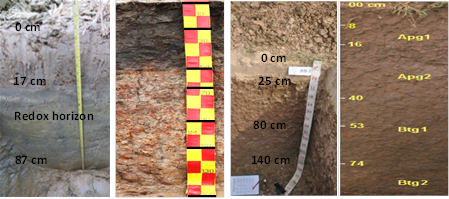 0 cm
17 cm
Redox horizon
87 cm
0 cm
25 cm
80 cm
140 cm
00 cm
8
16
Apg1
Apg2
40
53
Btg1
74
Btg2